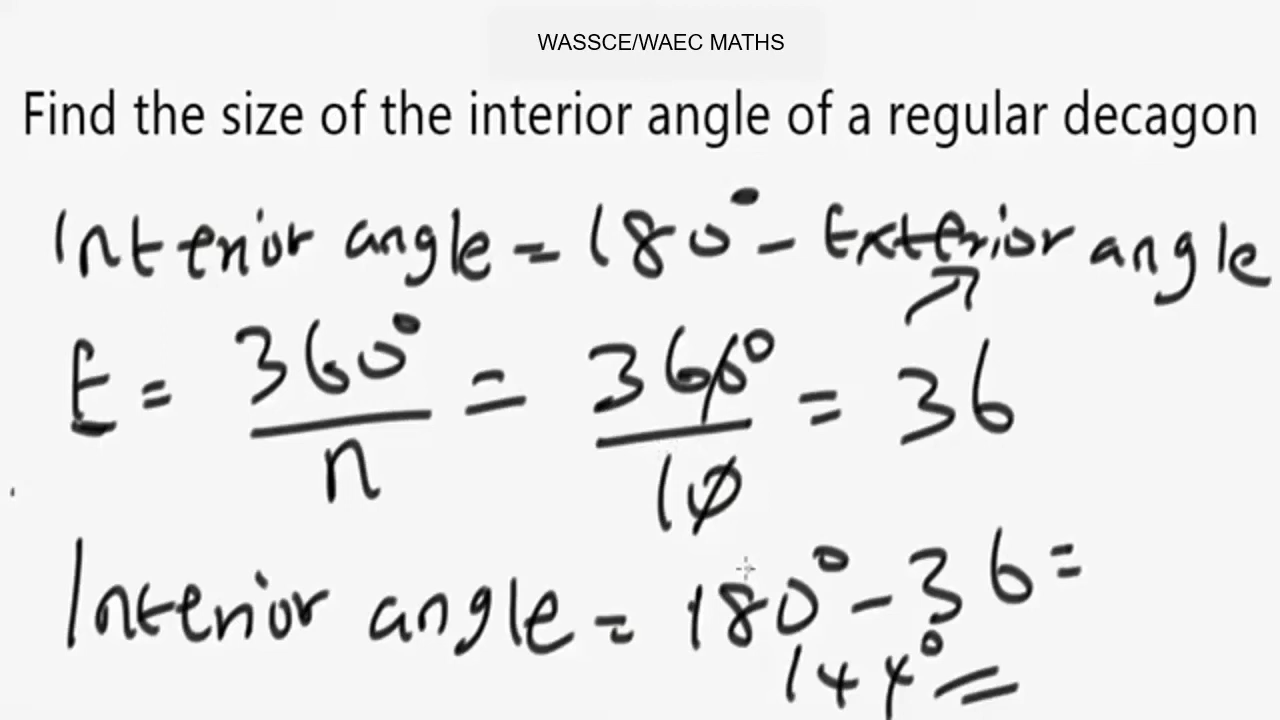 WASSCE/WAEC MATHS
Find the size of the interior angle of a regular decagon
Interior angle = 180° - Exterior angle
E = 360°/n = 360°/10 = 36
Interior angle = 180° - 36 =
144°